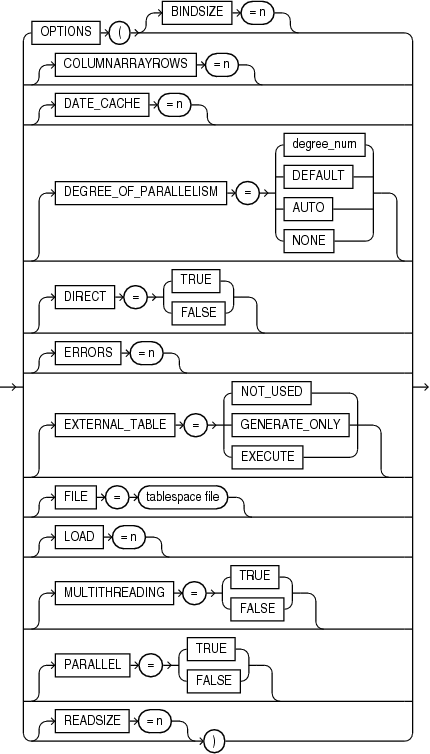 BINDSIZE = n
OPTIONS (
COLUMNARRAYROWS = n
DATE_CACHE = n
degree_num
DEFAULT
DEGREE_OF_PARALLELISM =
AUTO
NONE
TRUE
DIRECT =
FALSE
ERRORS = n
NOT_USED
EXTERNAL_TABLE = GENERATE_ONLY
EXECUTE
FILE = tablespace file
LOAD = n
TRUE
MULTITHREADING =
FALSE
TRUE
PARALLEL =
FALSE
READSIZE = n
)